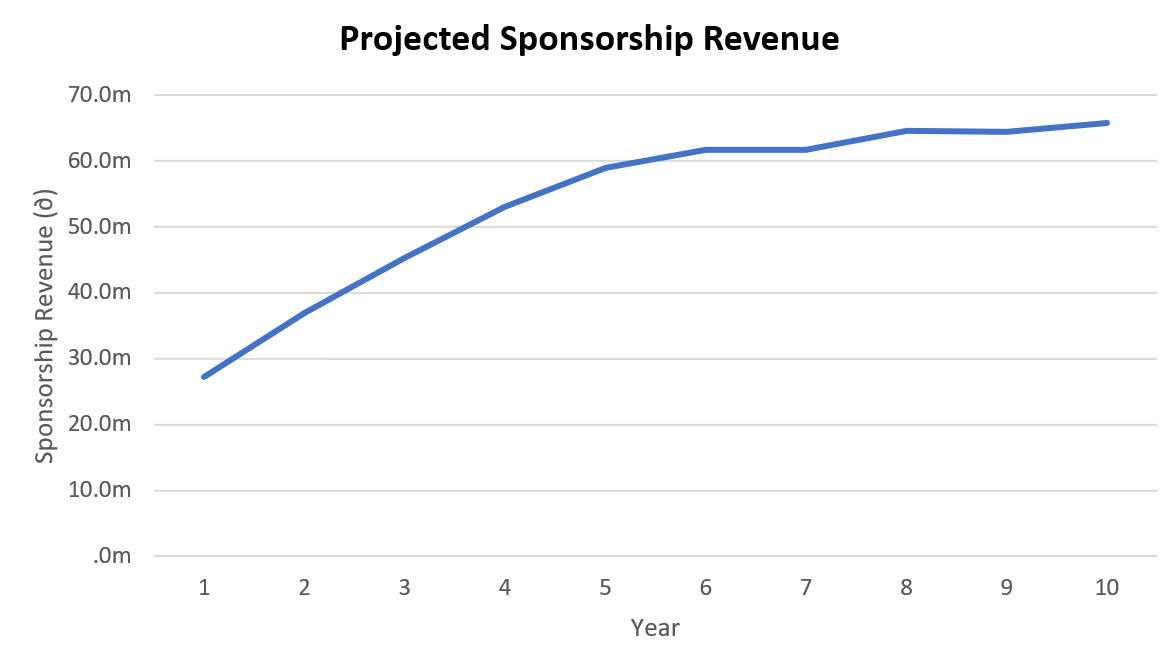 Projected Sponsorship Revenue
Sponsorship Revenue (∂)
70.0m
60.0m
50.0m
40.0m
30.0m
20.0m
10.0m
.0m
1 2 3 4 5 6 7 8 9 10
Year